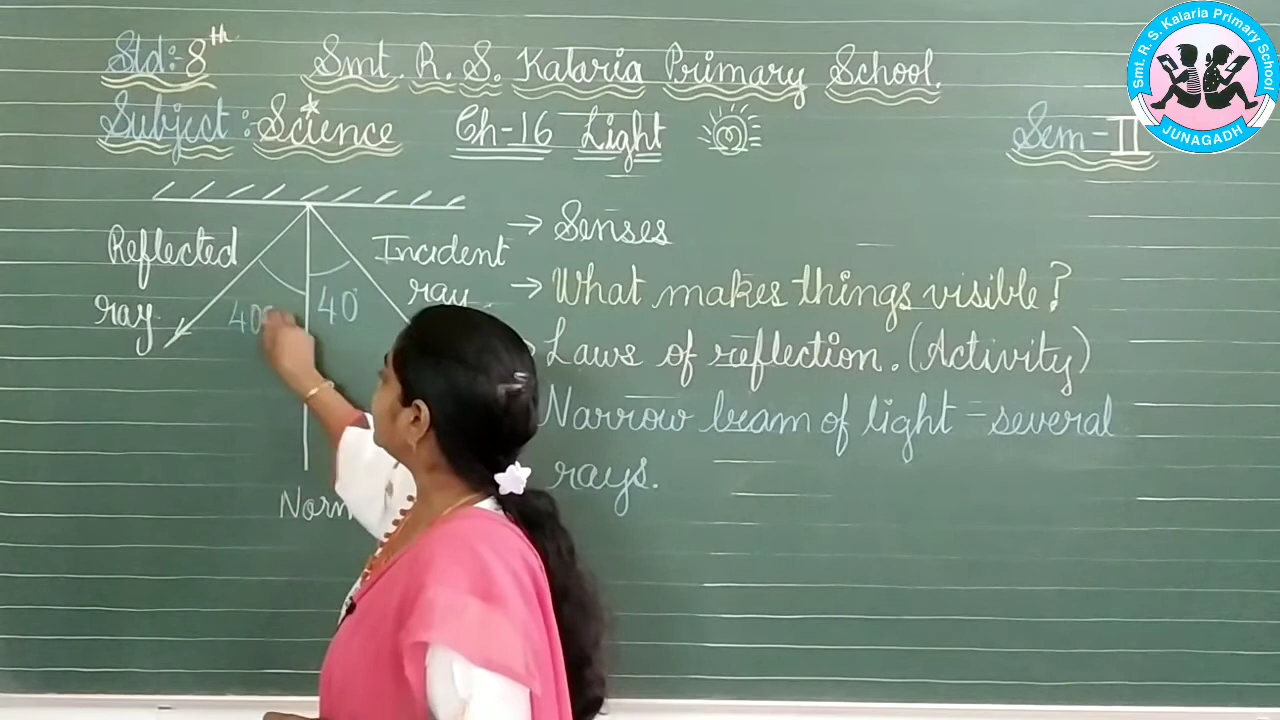 Std: 8th Smt. R. S. Kalaria Primary School.
Subject: Science Ch-16 Light Sem-II
Smt. R. S. Kalaria Primary School
JUNAGADH
Reflected ray.
Incident ray.
40
40
→ Senses
→ What makes things visible?
Laws of reflection. (Activity)
Narrow beam of light - several
rays.